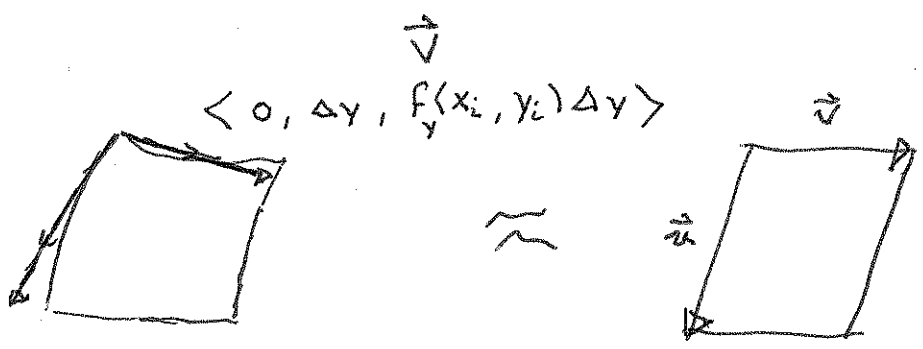 v⃗
< 0, Δy, f_y(x_i, y_i) Δy >
v⃗
≈
u⃗